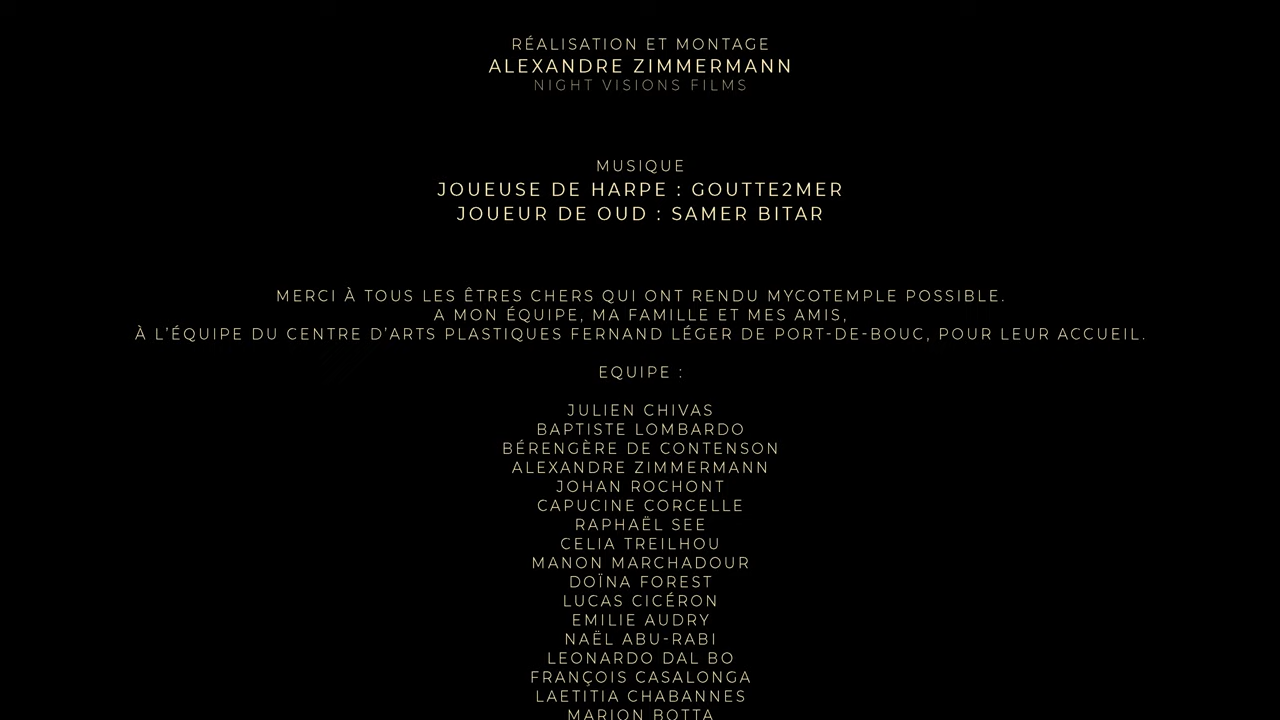 RÉALISATION ET MONTAGE
ALEXANDRE ZIMMERMANN
NIGHT VISIONS FILMS
MUSIQUE
JOUEUSE DE HARPE : GOUTTE2MER
JOUEUR DE OUD : SAMER BITAR
MERCI À TOUS LES ÊTRES CHERS QUI ONT RENDU MYCOTEMPLE POSSIBLE.
A MON ÉQUIPE, MA FAMILLE ET MES AMIS,
À L'ÉQUIPE DU CENTRE D'ARTS PLASTIQUES FERNAND LÉGER DE PORT-DE-BOUC, POUR LEUR ACCUEIL.
EQUIPE :
JULIEN CHIVAS
BAPTISTE LOMBARDO
BÉRENGÈRE DE CONTENSON
ALEXANDRE ZIMMERMANN
JOHAN ROCHONT
CAPUCINE CORCELLE
RAPHAËL SEE
CELIA TREILHOU
MANON MARCHADOUR
DOÏNA FOREST
LUCAS CICÉRON
EMILIE AUDRY
NAËL ABU-RABI
LEONARDO DAL BO
FRANÇOIS CASALONGA
LAETITIA CHABANNES
MARION BOTTA